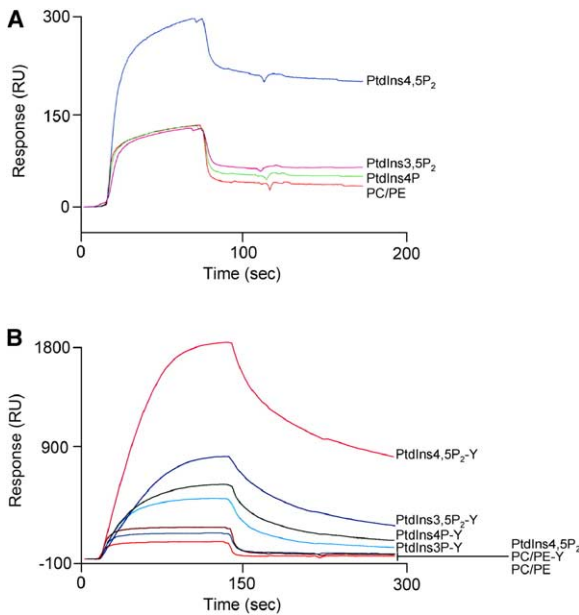 A
Response (RU)
300
150
0
PtdIns4,5P₂
PtdIns3,5P₂
PtdIns4P
PC/PE
0
100
200
Time (sec)
B
Response (RU)
1800
900
-100
PtdIns4,5P₂-Y
PtdIns3,5P₂-Y
PtdIns4P-Y
PtdIns3P-Y
PtdIns4,5P₂
PC/PE-Y
PC/PE
0
150
300
Time (sec)